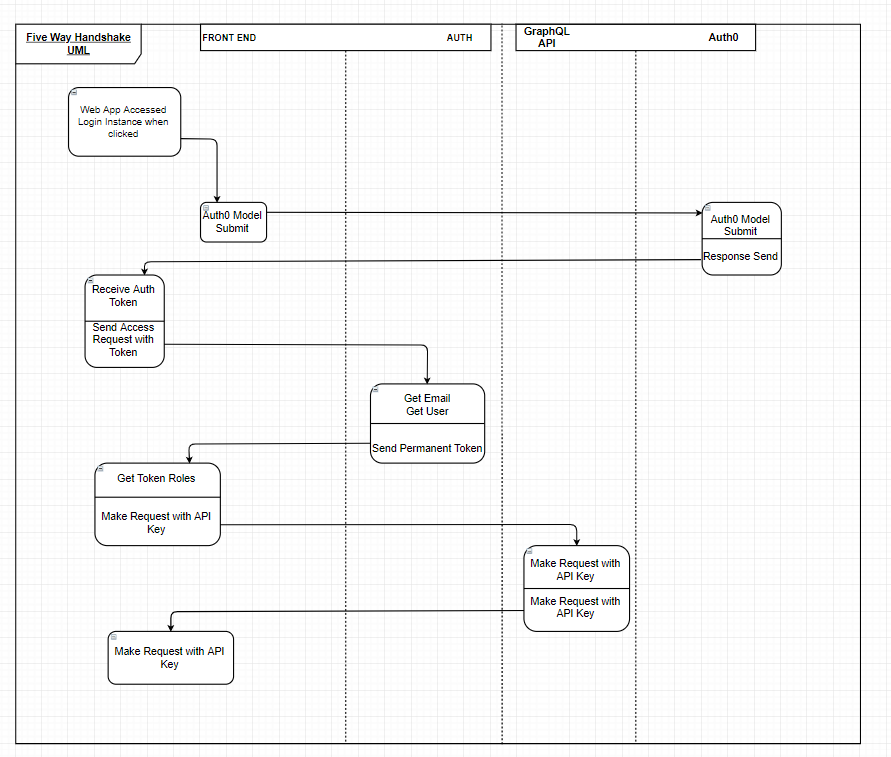 Five Way Handshake
UML
FRONT END
AUTH
GraphQL
API
Auth0
Web App Accessed
Login Instance when
clicked
Auth0 Model
Submit
Auth0 Model
Submit
Response Send
Receive Auth
Token
Send Access
Request with
Token
Get Email
Get User
Send Permanent Token
Get Token Roles
Make Request with API
Key
Make Request with
API Key
Make Request with
API Key
Make Request with API
Key